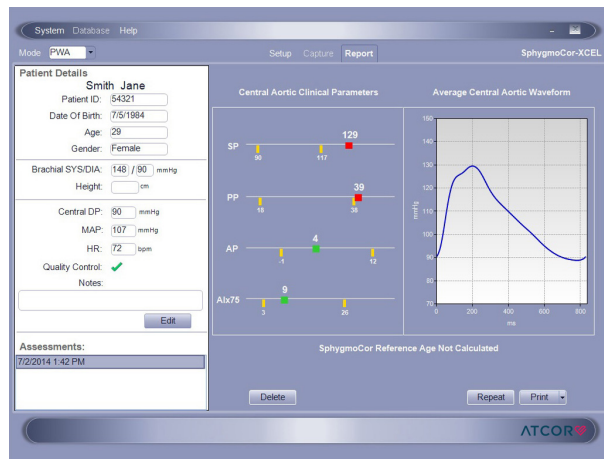 System Database Help
Mode PWA
Setup Capture Report
SphygmoCor-XCEL
Patient Details
Smith Jane
Patient ID: 54321
Date Of Birth: 7/5/1984
Age: 29
Gender: Female
Brachial SYS/DIA: 148 / 90 mmHg
Height: cm
Central DP: 90 mmHg
MAP: 107 mmHg
HR: 72 bpm
Quality Control:
Notes:
Edit
Assessments:
7/2/2014 1:42 PM
Central Aortic Clinical Parameters
129
SP
90 117
39
PP
18 38
4
AP
-1 12
9
AIx75
3 26
Average Central Aortic Waveform
150
140
130
120
110
100
90
80
70
mmHg
0 200 400 600 800
ms
SphygmoCor Reference Age Not Calculated
Delete
Repeat Print
ATCOR